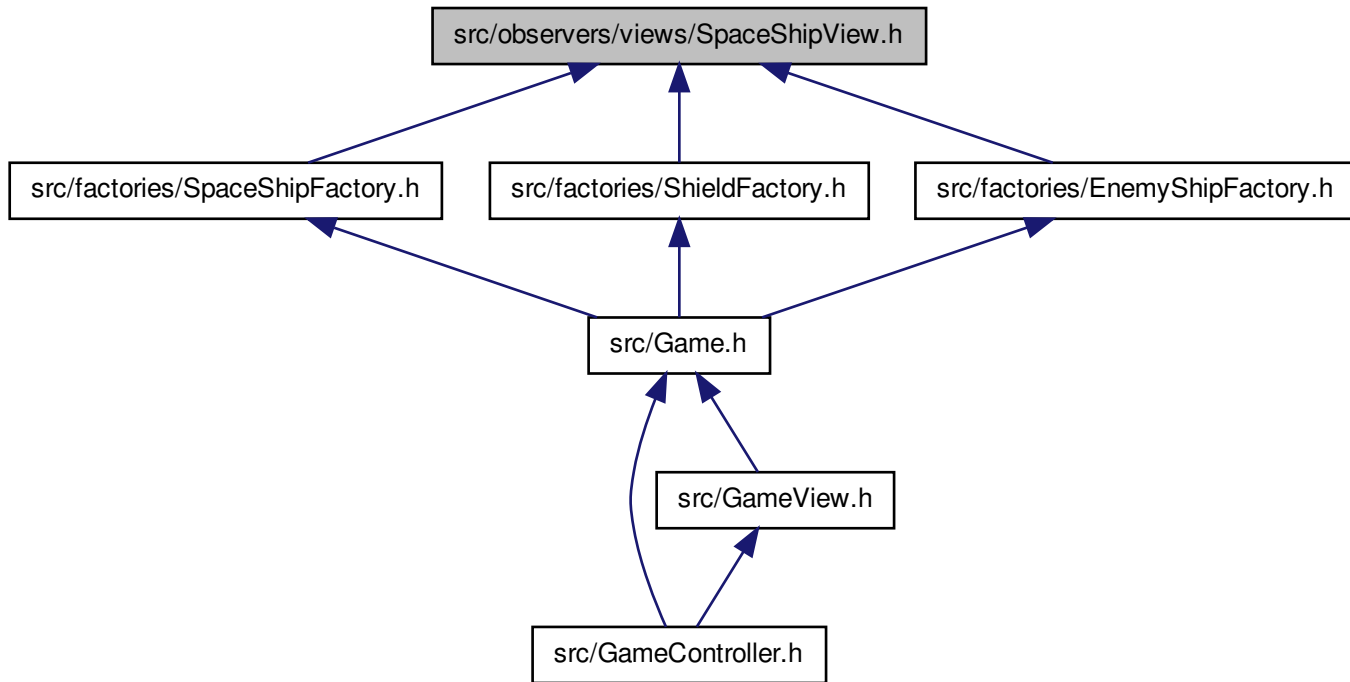 src/observers/views/SpaceShipView.h
src/factories/SpaceShipFactory.h
src/factories/ShieldFactory.h
src/factories/EnemyShipFactory.h
src/Game.h
src/GameView.h
src/GameController.h